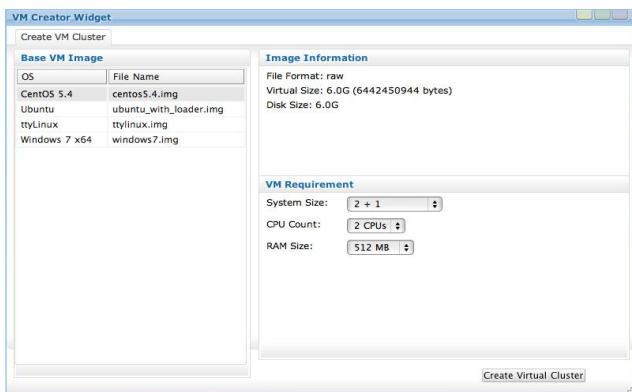 VM Creator Widget
Create VM Cluster
Base VM Image
OS File Name
CentOS 5.4 centos5.4.img
Ubuntu ubuntu_with_loader.img
ttyLinux ttylinux.img
Windows 7 x64 windows7.img
Image Information
File Format: raw
Virtual Size: 6.0G (6442450944 bytes)
Disk Size: 6.0G
VM Requirement
System Size: 2 + 1
CPU Count: 2 CPUs
RAM Size: 512 MB
Create Virtual Cluster